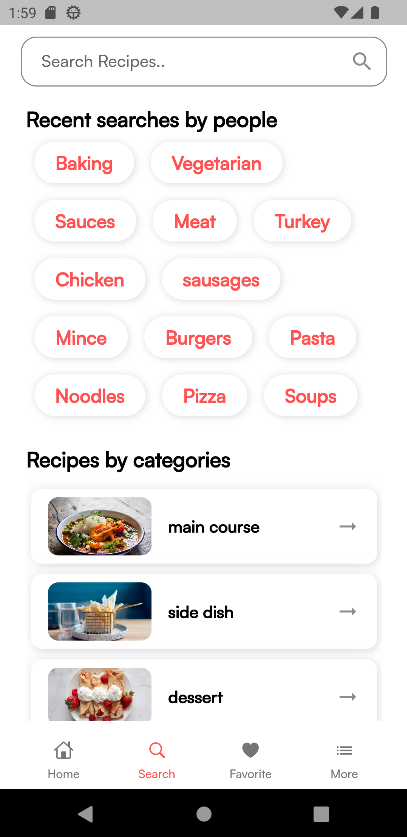 1:59
Search Recipes..
Recent searches by people
Baking Vegetarian
Sauces Meat Turkey
Chicken sausages
Mince Burgers Pasta
Noodles Pizza Soups
Recipes by categories
main course
side dish
dessert
Home Search Favorite More